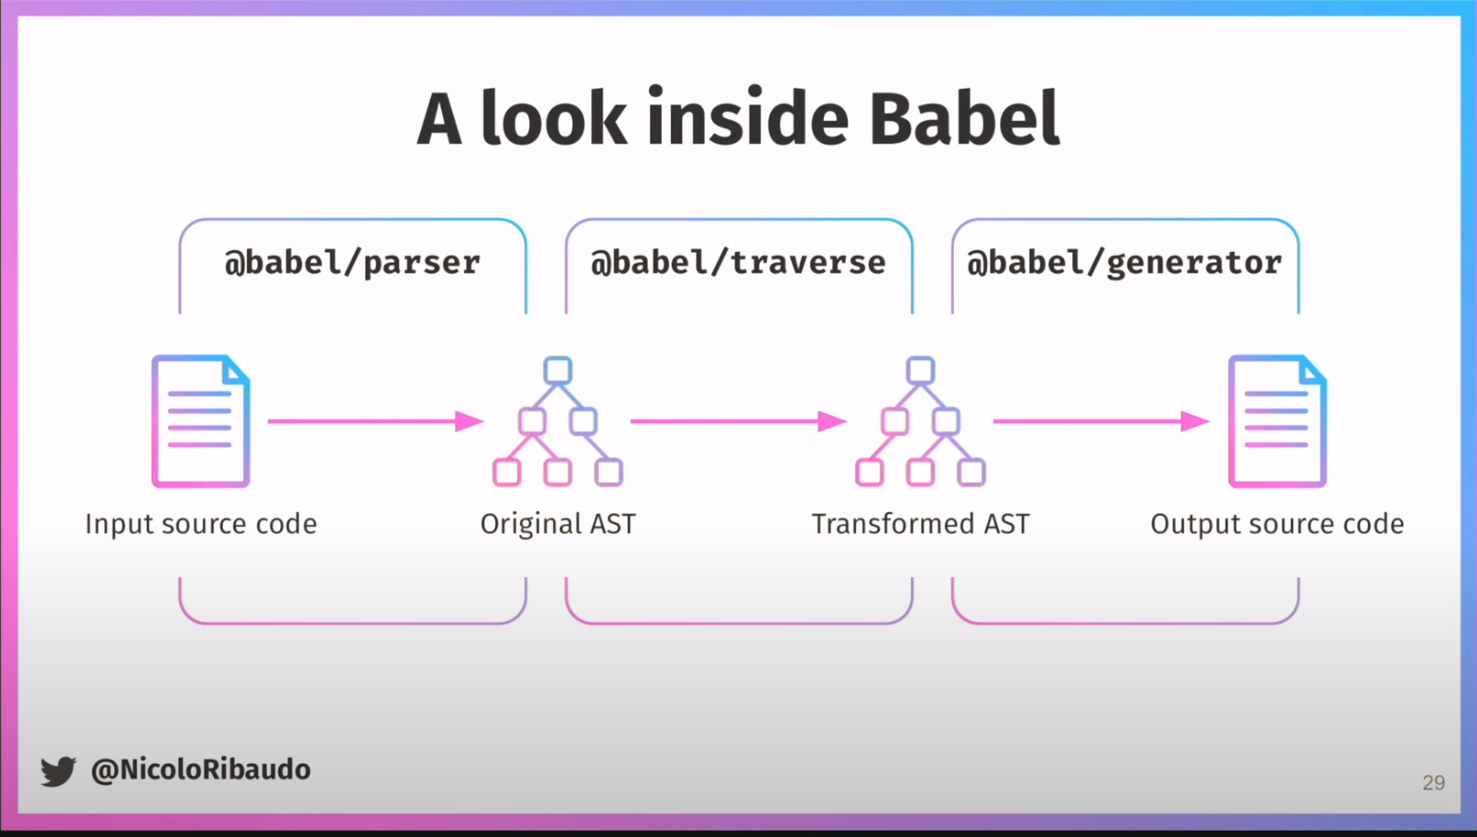 A look inside Babel
@babel/parser
@babel/traverse
@babel/generator
Input source code
Original AST
Transformed AST
Output source code
@NicoloRibaudo
29